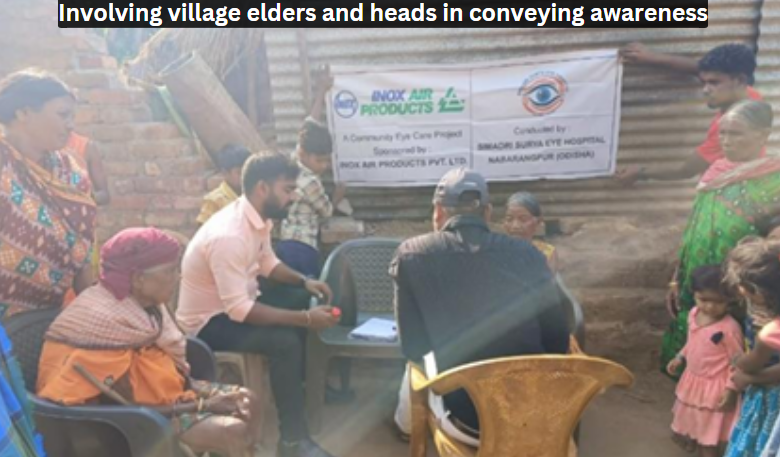 Involving village elders and heads in conveying awareness
INOX AIR
PRODUCTS
A Community Eye Care Project
Sponsored by :
INOX AIR PRODUCTS PVT. LTD.
Conducted by
SURYA EYE HOSPITAL
NABARANGPUR (ODISHA)